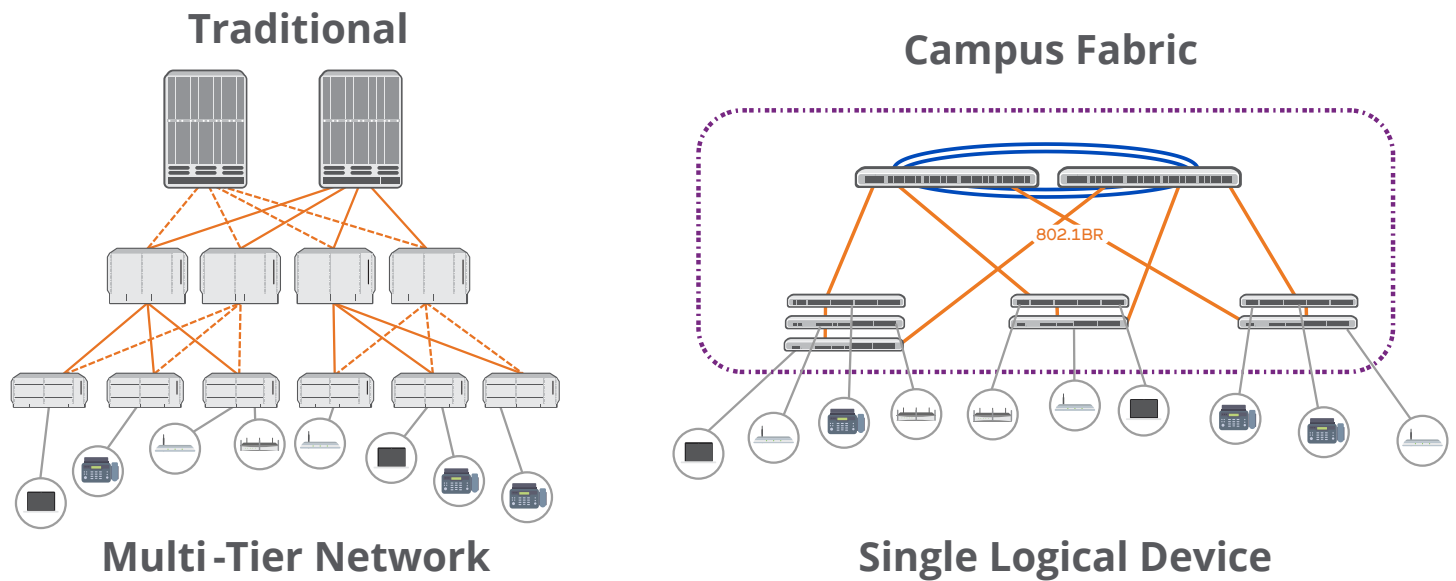 Traditional
Campus Fabric
802.1BR
Multi-Tier Network
Single Logical Device